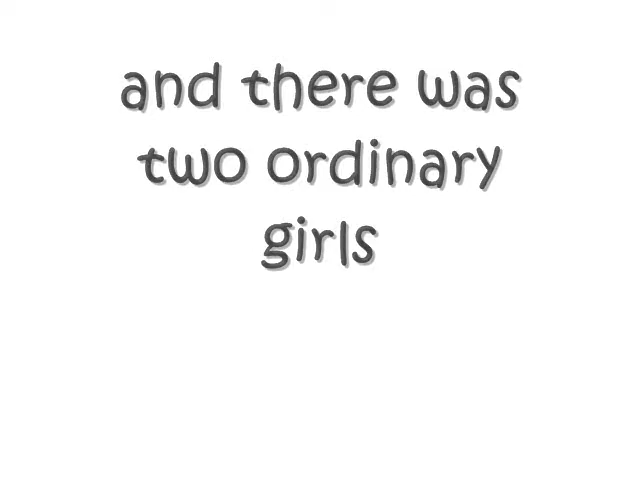 and there was
two ordinary
girls